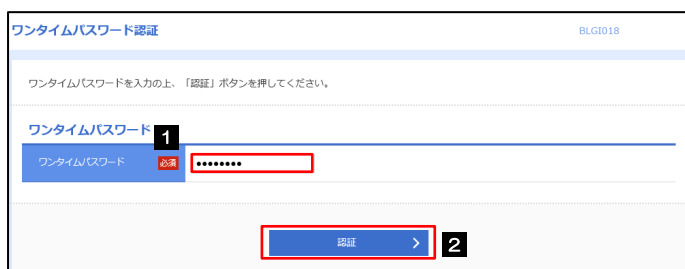 ワンタイムパスワード認証
BLGI018
ワンタイムパスワードを入力の上、「認証」ボタンを押してください。
ワンタイムパスワード
1
ワンタイムパスワード 必須 ••••••••
認証 >
2